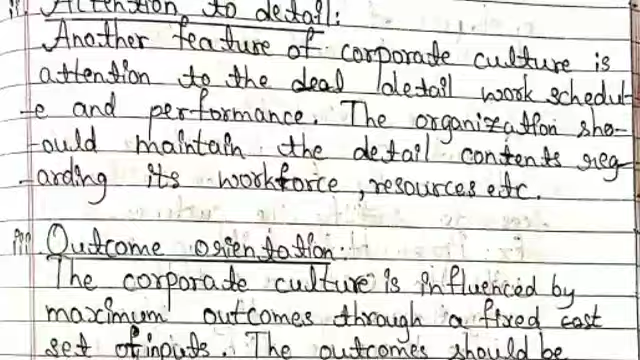 ii. Attention to detail:
Another feature of corporate culture is
attention to the deal detail work schedul-
-e and performance. The organization sho-
-ould maintain the detail contents reg-
-arding its workforce, resources etc.
iii. Outcome orientation:
The corporate culture is influenced by
maximum outcomes through a fixed cost
set of inputs. The outcomes should be